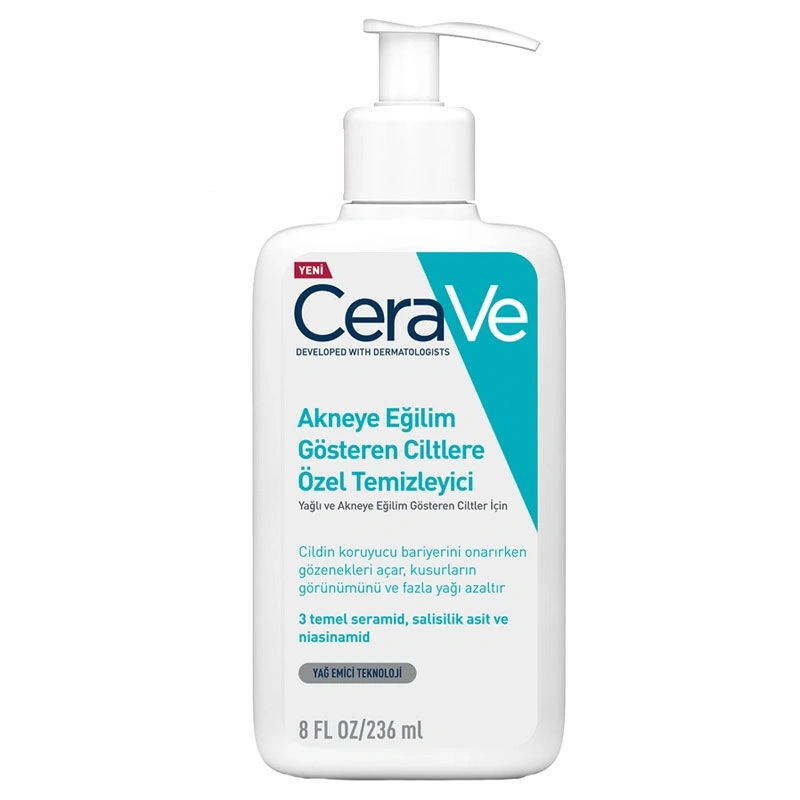 YENİ
CeraVe
DEVELOPED WITH DERMATOLOGISTS
Akneye Eğilim
Gösteren Ciltlere
Özel Temizleyici
Yağlı ve Akneye Eğilim Gösteren Ciltler İçin
Cildin koruyucu bariyerini onarırken
gözenekleri açar, kusurların
görünümünü ve fazla yağı azaltır
3 temel seramid, salisilik asit ve
niasinamid
YAĞ EMİCİ TEKNOLOJİ
8 FL OZ/236 ml